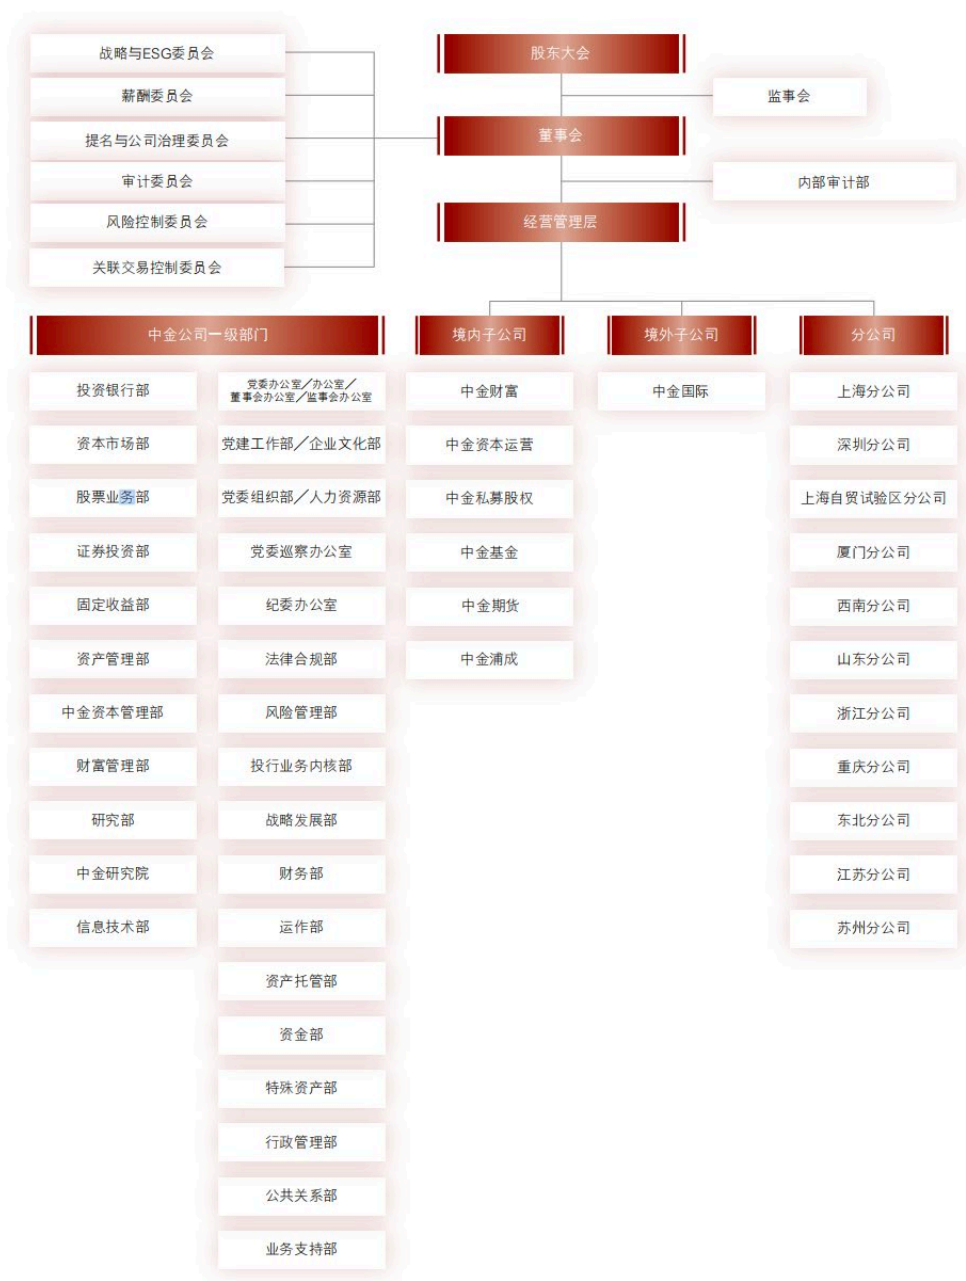 战略与ESG委员会
薪酬委员会
提名与公司治理委员会
审计委员会
风险控制委员会
关联交易控制委员会
股东大会
监事会
董事会
内部审计部
经营管理层
中金公司一级部门
境内子公司
境外子公司
分公司
投资银行部
资本市场部
股票业务部
证券投资部
固定收益部
资产管理部
中金资本管理部
财富管理部
研究部
中金研究院
信息技术部
党委办公室／办公室／
董事会办公室／监事会办公室
党建工作部／企业文化部
党委组织部／人力资源部
党委巡察办公室
纪委办公室
法律合规部
风险管理部
投行业务内核部
战略发展部
财务部
运作部
资产托管部
资金部
特殊资产部
行政管理部
公共关系部
业务支持部
中金财富
中金资本运营
中金私募股权
中金基金
中金期货
中金浦成
中金国际
上海分公司
深圳分公司
上海自贸试验区分公司
厦门分公司
西南分公司
山东分公司
浙江分公司
重庆分公司
东北分公司
江苏分公司
苏州分公司